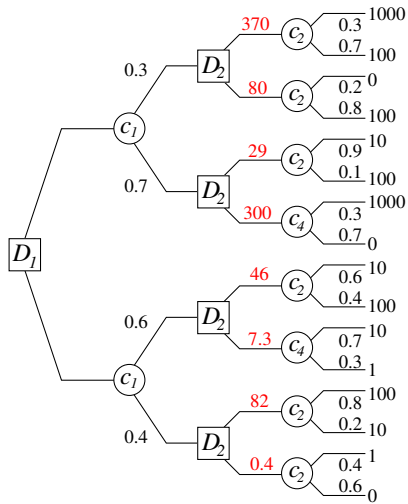 1000
370 c2 0.3
0.7 100
0.3 D2
80 c2 0
0.2
0.8 100
c1
29 c2 10
0.9
0.1 100
0.7 D2
300 c4 1000
0.3
0.7 0
D1
46 c2 10
0.6
0.4 100
0.6 D2
7.3 c4 10
0.7
0.3 1
c1
82 c2 100
0.8
0.2 10
0.4 D2
0.4 c2 1
0.4
0.6 0